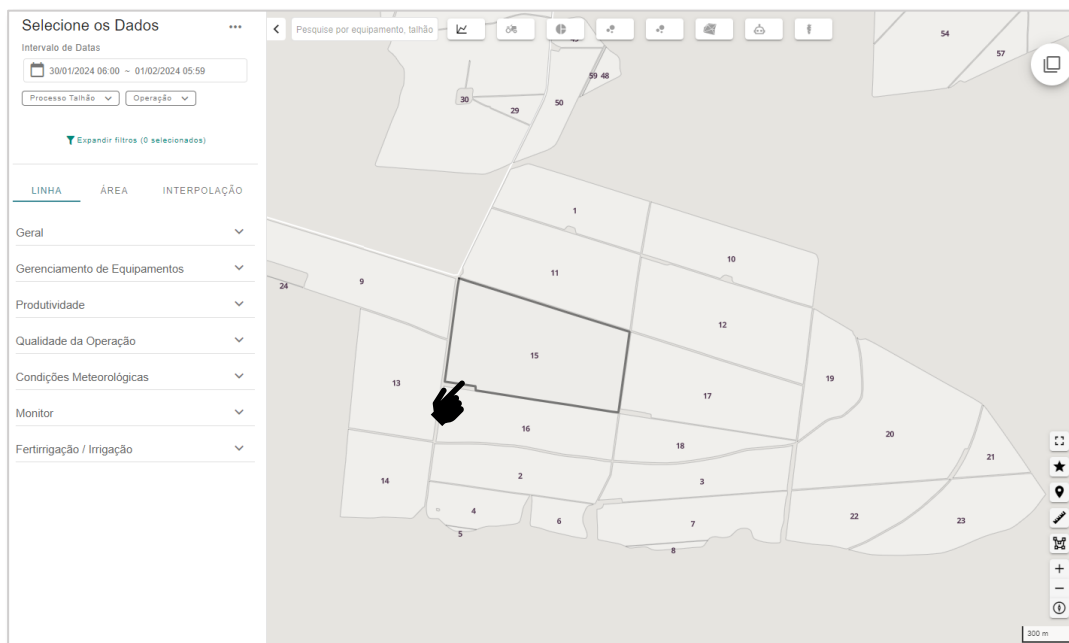 Selecione os Dados
Intervalo de Datas
30/01/2024 06:00 ~ 01/02/2024 05:59
Processo Talhão
Operação
Expandir filtros (0 selecionados)
LINHA ÁREA INTERPOLAÇÃO
Geral
Gerenciamento de Equipamentos
Produtividade
Qualidade da Operação
Condições Meteorológicas
Monitor
Fertirrigação / Irrigação
Pesquise por equipamento, talhão
54
57
59 48
30
29
50
1
10
11
9
24
12
15
19
13
17
16
20
18
21
2
14
3
4
6
7
22
23
5
8
300 m